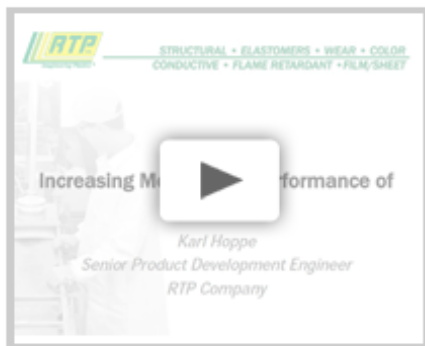 RTP
STRUCTURAL • ELASTOMERS • WEAR • COLOR
CONDUCTIVE • FLAME RETARDANT • FILM/SHEET
Increasing formance of
Karl Hoppe
Senior Product Development Engineer
RTP Company